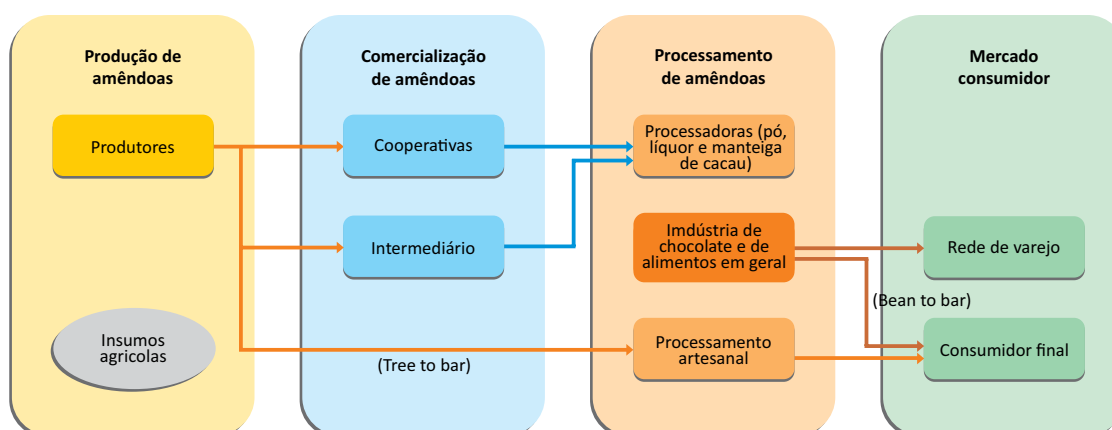 Produção de
amêndoas
Produtores
Insumos
agricolas
Comercialização
de amêndoas
Cooperativas
Intermediário
(Tree to bar)
Processamento
de amêndoas
Processadoras (pó,
líquor e manteiga
de cacau)
Imdústria de
chocolate e de
alimentos em geral
Processamento
artesanal
(Bean to bar)
Mercado
consumidor
Rede de varejo
Consumidor final